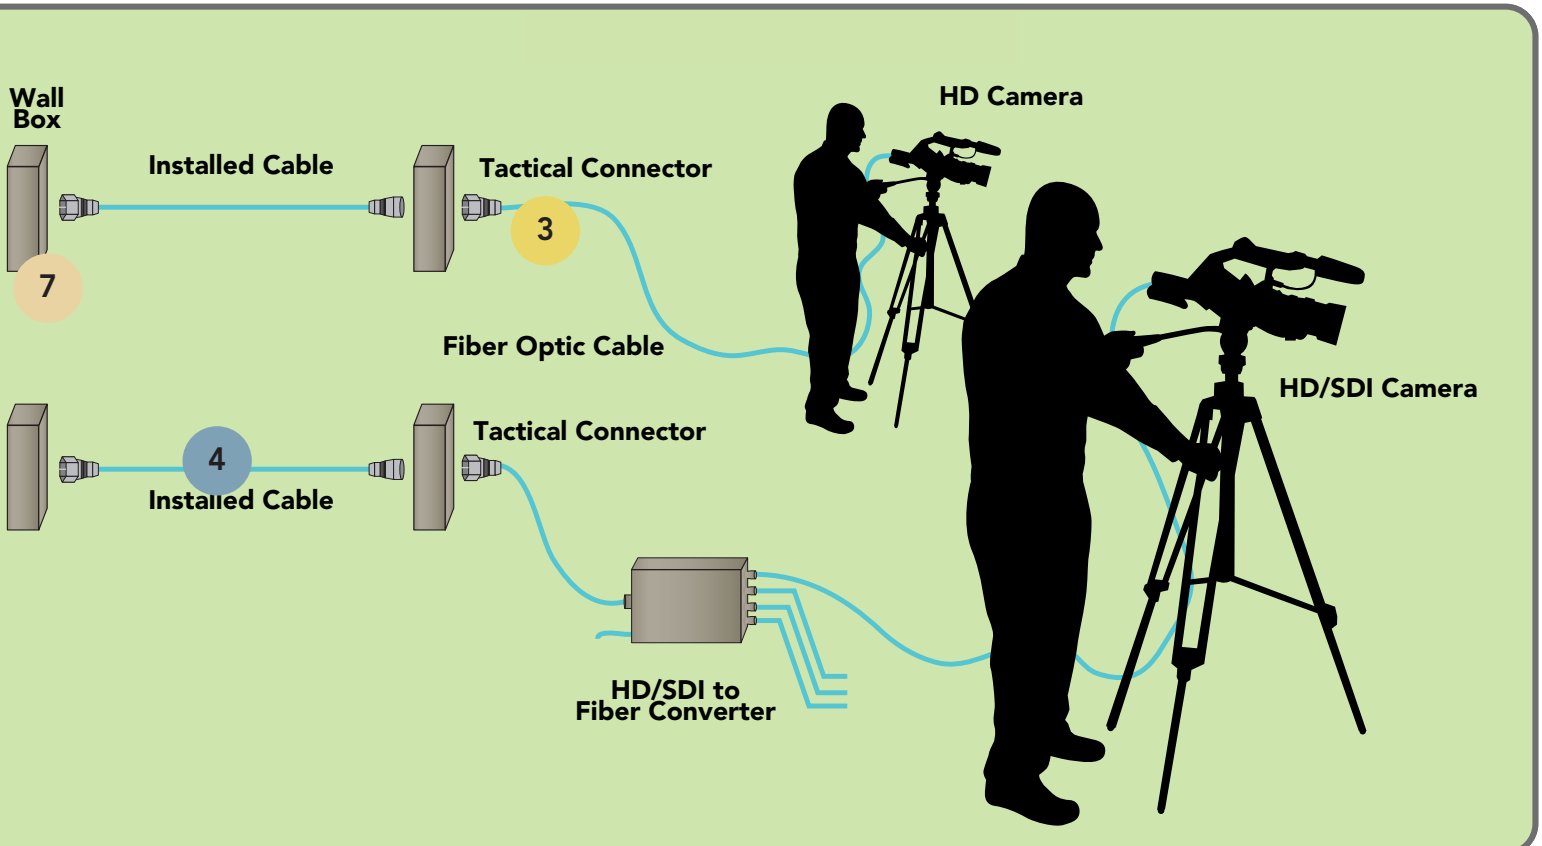 Wall
Box
HD Camera
Installed Cable
Tactical Connector
3
7
Fiber Optic Cable
HD/SDI Camera
Tactical Connector
4
Installed Cable
HD/SDI to
Fiber Converter